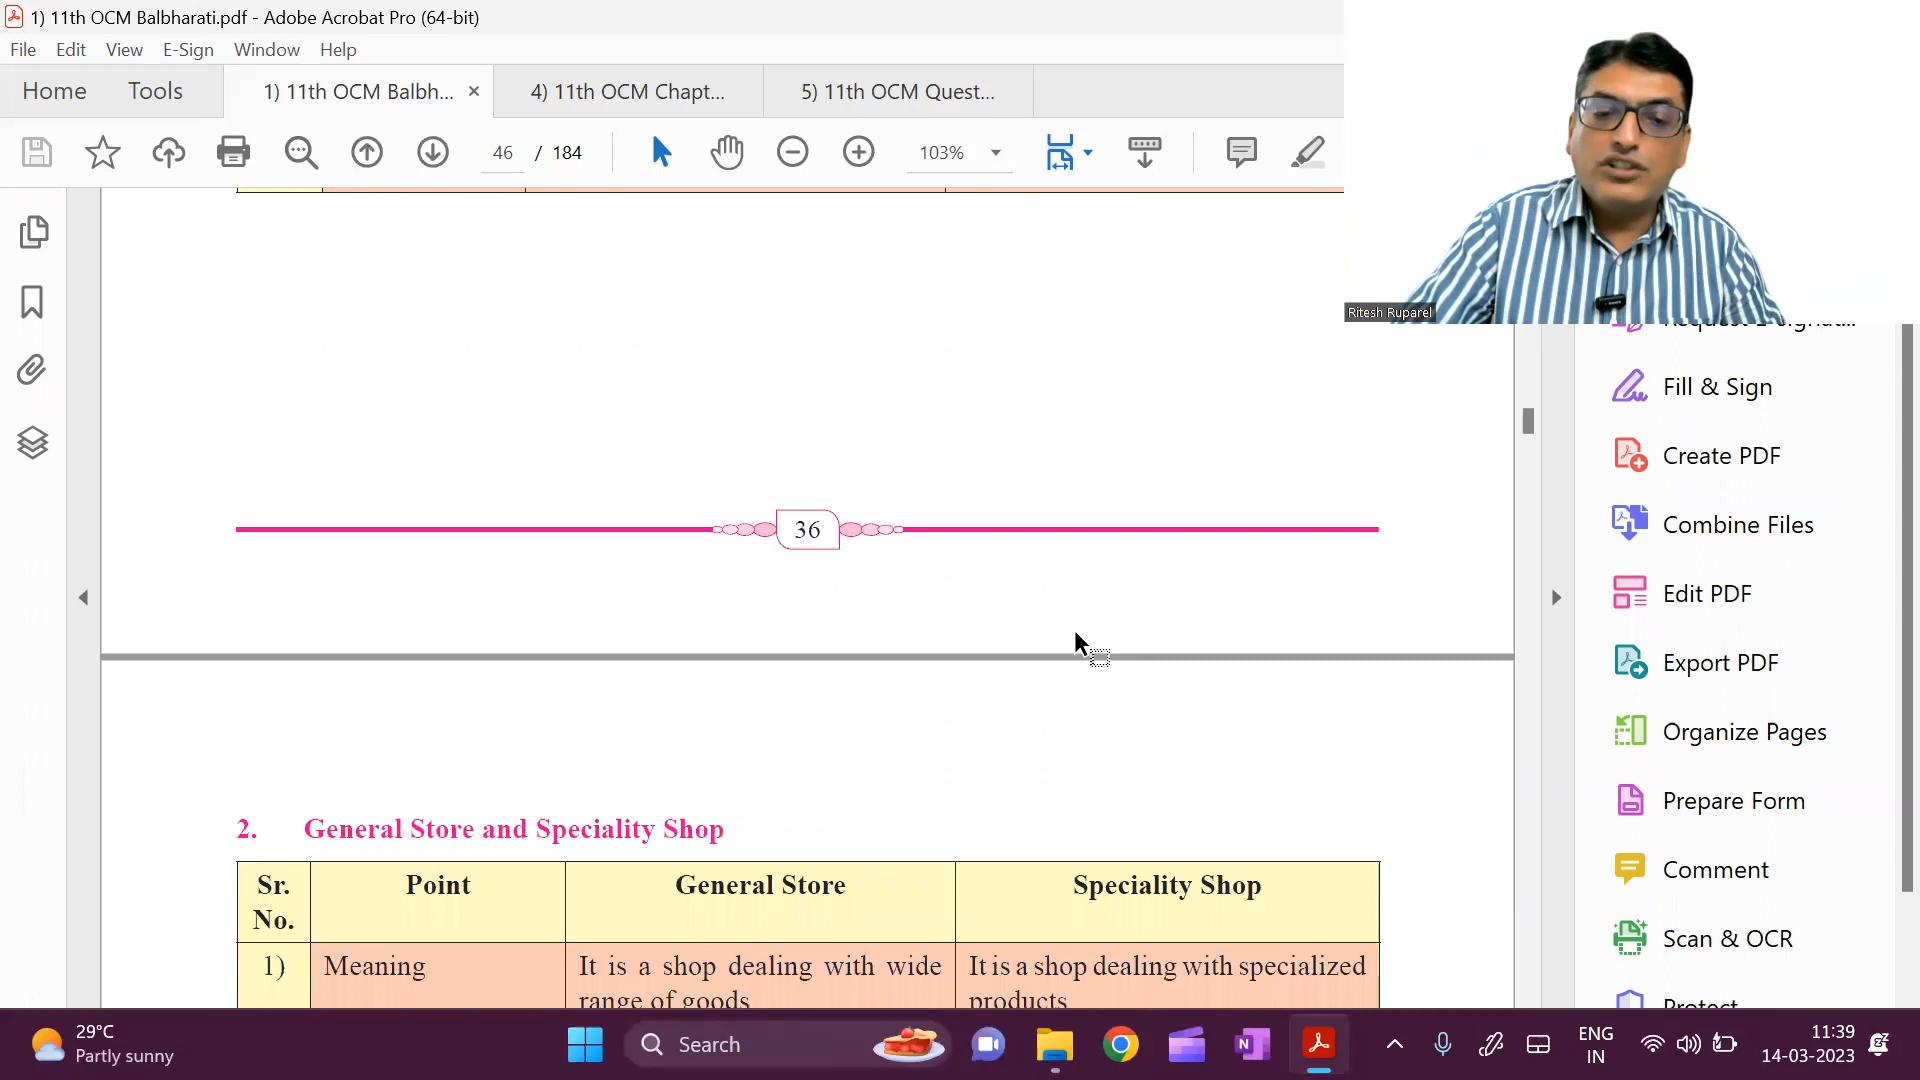 1) 11th OCM Balbharati.pdf - Adobe Acrobat Pro (64-bit)
File Edit View E-Sign Window Help
Home Tools 1) 11th OCM Balbh... × 4) 11th OCM Chapt... 5) 11th OCM Quest...
46 / 184 103%
Ritesh Ruparel
Fill & Sign
Create PDF
Combine Files
Edit PDF
Export PDF
Organize Pages
Prepare Form
Comment
Scan & OCR
36
2. General Store and Speciality Shop
Sr. No. Point General Store Speciality Shop
1) Meaning It is a shop dealing with wide It is a shop dealing with specialized
range of goods products
Protect
29°C
Partly sunny
Search
N
ENG
IN
11:39
14-03-2023